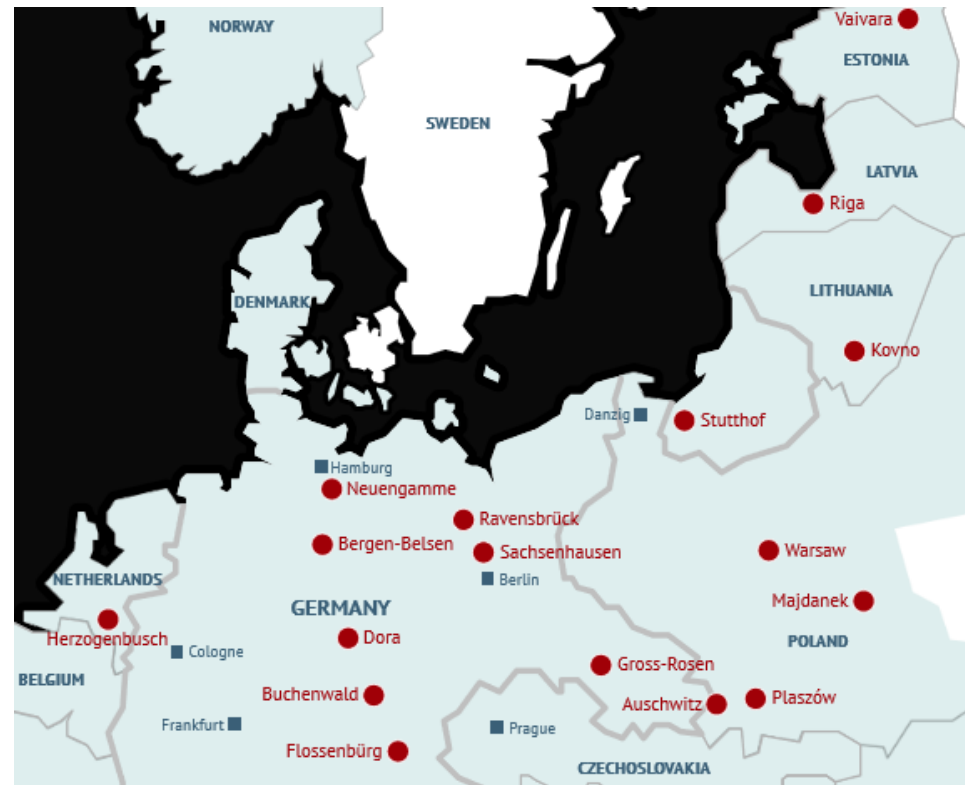 Vaivara
NORWAY
ESTONIA
SWEDEN
LATVIA
Riga
LITHUANIA
DENMARK
Kovno
Danzig
Stutthof
Hamburg
Neuengamme
Ravensbrück
Bergen-Belsen
Sachsenhausen
Warsaw
NETHERLANDS
Berlin
Majdanek
GERMANY
Herzogenbusch
Dora
POLAND
Cologne
Gross-Rosen
BELGIUM
Buchenwald
Auschwitz
Plaszów
Frankfurt
Prague
Flossenbürg
CZECHOSLOVAKIA